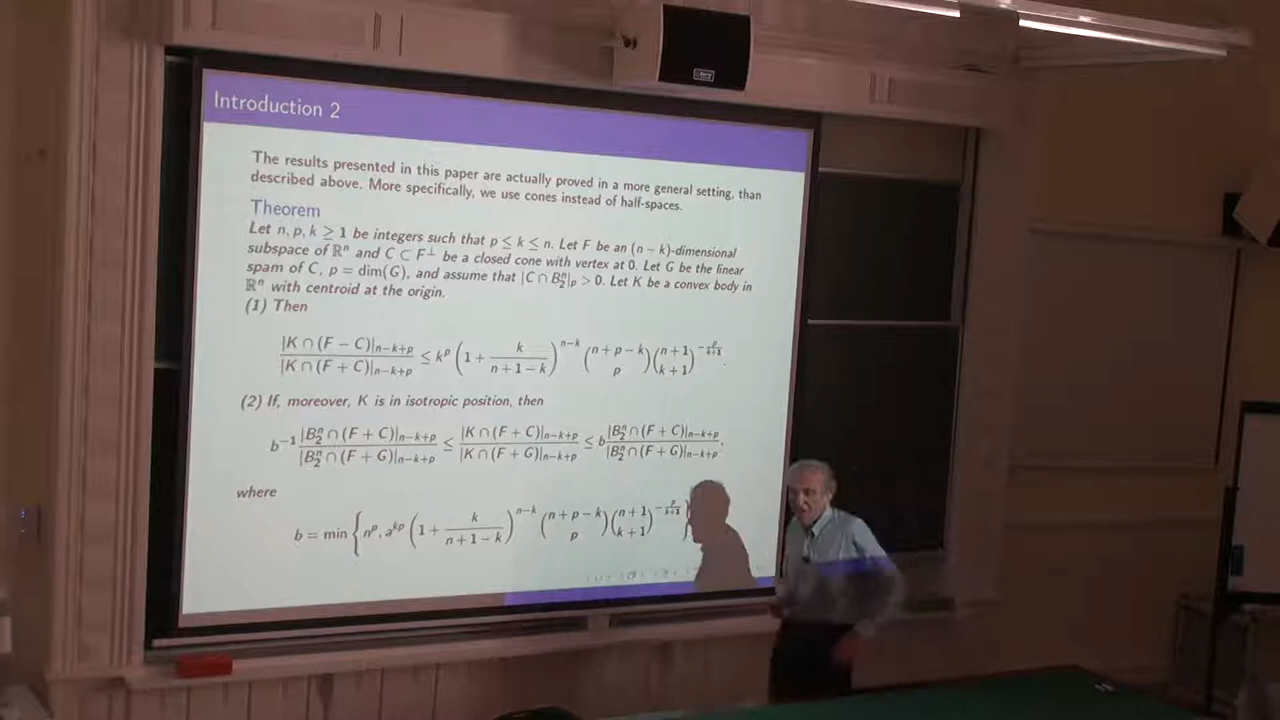 Introduction 2
The results presented in this paper are actually proved in a more general setting, than
described above. More specifically, we use cones instead of half-spaces.
Theorem
Let n, p, k ≥ 1 be integers such that p ≤ k ≤ n. Let F be an (n − k)-dimensional
subspace of ℝⁿ and C ⊂ F^⊥ be a closed cone with vertex at 0. Let G be the linear
spam of C, p = dim(G), and assume that |C ∩ B₂ⁿ|ₚ > 0. Let K be a convex body in
ℝⁿ with centroid at the origin.
(1) Then
|K ∩ (F − C)|_{n−k+p} / |K ∩ (F + C)|_{n−k+p} ≤ k^p (1 + k/(n + 1 − k))^{n−k} (n + p − k choose p) (n + 1 choose k + 1)^{−p/(k+1)}.
(2) If, moreover, K is in isotropic position, then
b^{−1} |B₂ⁿ ∩ (F + C)|_{n−k+p} / |B₂ⁿ ∩ (F + G)|_{n−k+p} ≤ |K ∩ (F + C)|_{n−k+p} / |K ∩ (F + G)|_{n−k+p} ≤ b |B₂ⁿ ∩ (F + C)|_{n−k+p} / |B₂ⁿ ∩ (F + G)|_{n−k+p},
where
b = min { n^p, a^{kp} (1 + k/(n + 1 − k))^{n−k} (n + p − k choose p) (n + 1 choose k + 1)^{−p/(k+1)} }